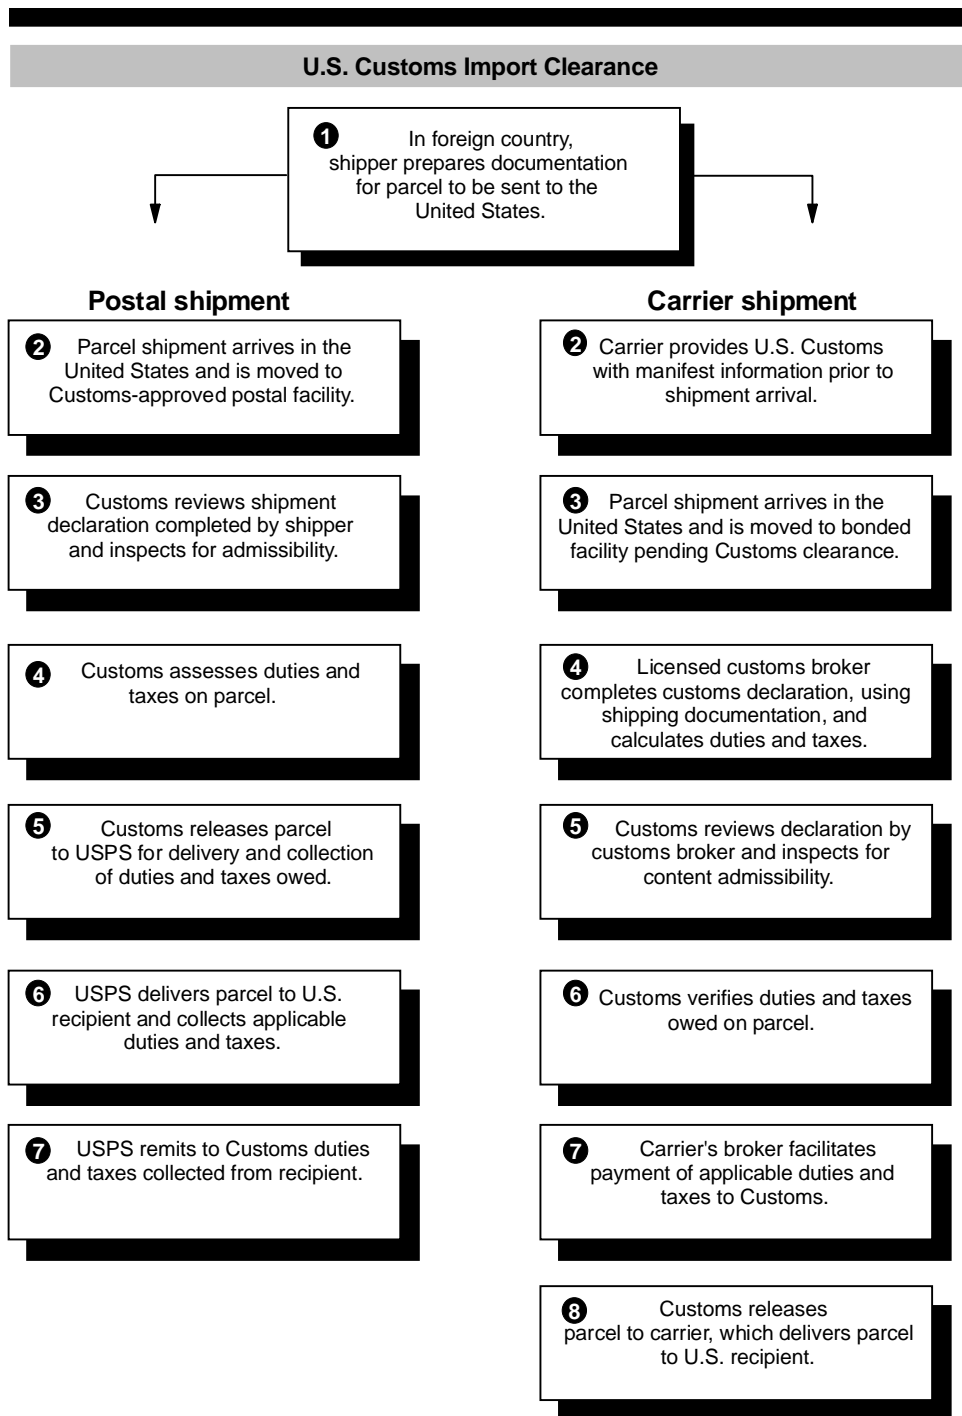 U.S. Customs Import Clearance
1 In foreign country,
shipper prepares documentation
for parcel to be sent to the
United States.
Postal shipment
2 Parcel shipment arrives in the
United States and is moved to
Customs-approved postal facility.
3 Customs reviews shipment
declaration completed by shipper
and inspects for admissibility.
4 Customs assesses duties and
taxes on parcel.
5 Customs releases parcel
to USPS for delivery and collection
of duties and taxes owed.
6 USPS delivers parcel to U.S.
recipient and collects applicable
duties and taxes.
7 USPS remits to Customs duties
and taxes collected from recipient.
Carrier shipment
2 Carrier provides U.S. Customs
with manifest information prior to
shipment arrival.
3 Parcel shipment arrives in the
United States and is moved to bonded
facility pending Customs clearance.
4 Licensed customs broker
completes customs declaration, using
shipping documentation, and
calculates duties and taxes.
5 Customs reviews declaration by
customs broker and inspects for
content admissibility.
6 Customs verifies duties and taxes
owed on parcel.
7 Carrier's broker facilitates
payment of applicable duties and
taxes to Customs.
8 Customs releases
parcel to carrier, which delivers parcel
to U.S. recipient.